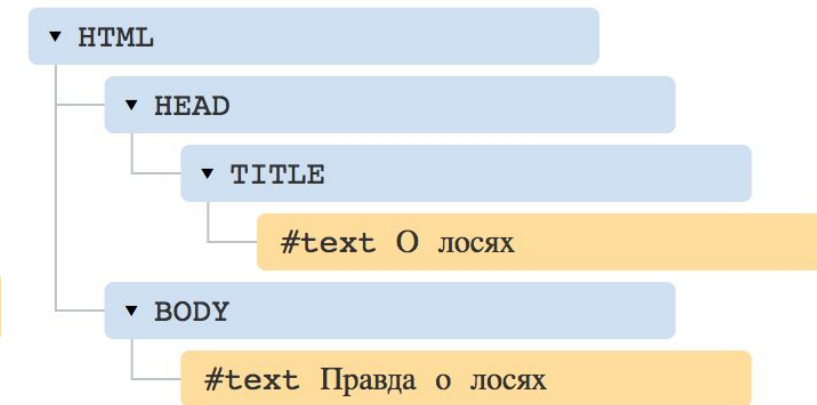 HTML
HEAD
TITLE
#text О лосях
BODY
#text Правда о лосях